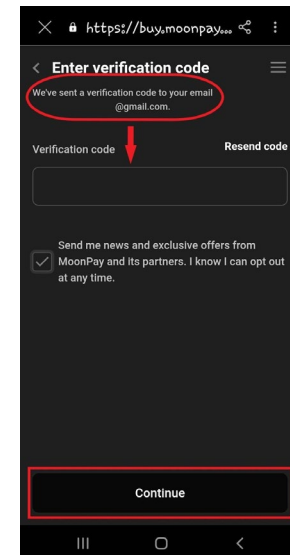 https://buy.moonpay...
Enter verification code
We've sent a verification code to your email
@gmail.com.
Verification code
Resend code
Send me news and exclusive offers from
MoonPay and its partners. I know I can opt out
at any time.
Continue